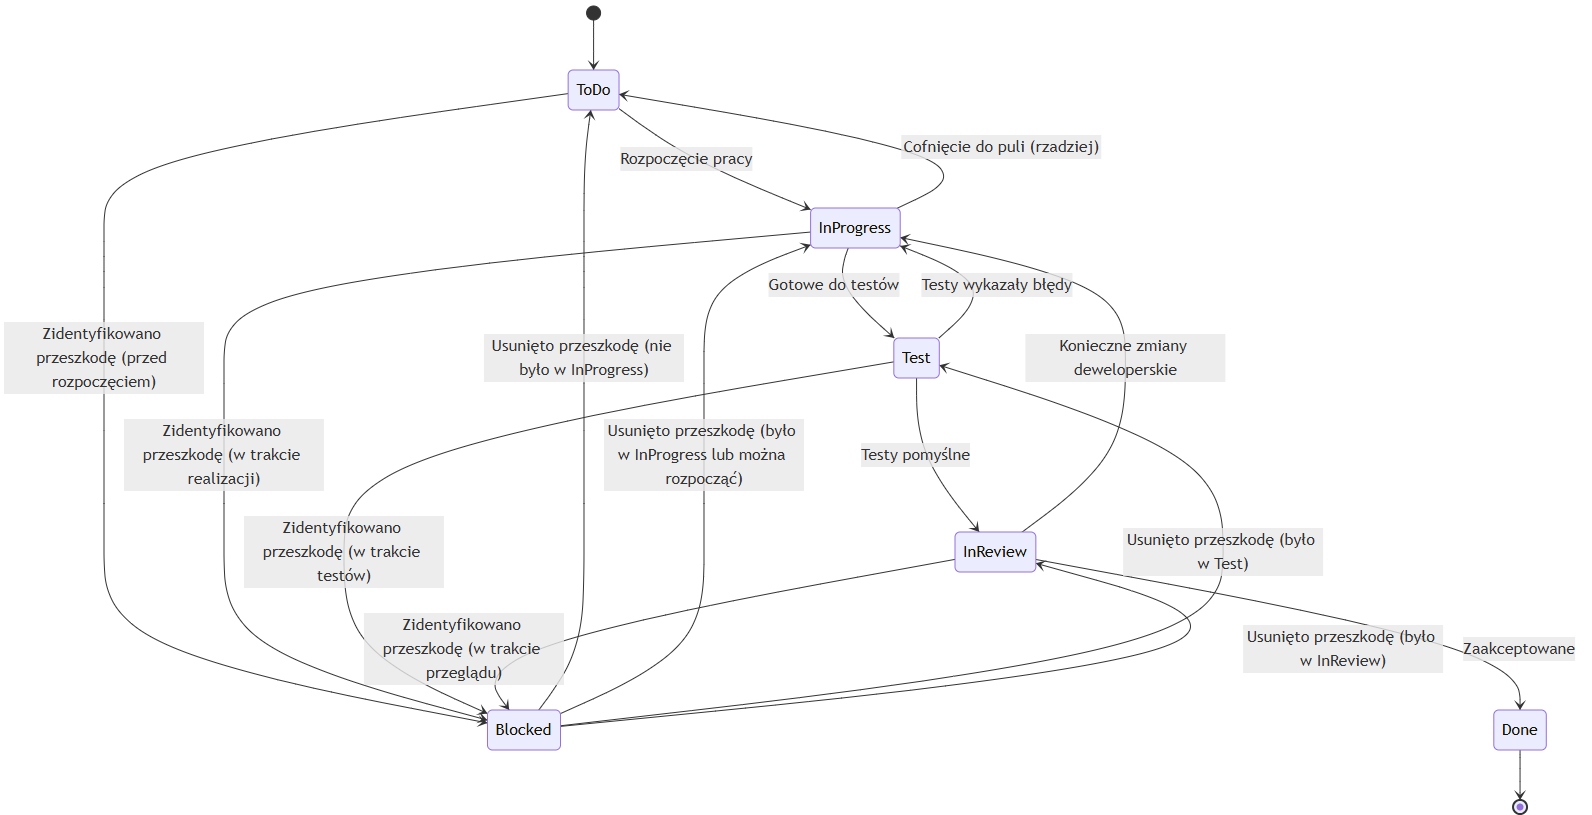 ToDo
Cofnięcie do puli (rzadziej)
Rozpoczęcie pracy
InProgress
Gotowe do testów
Testy wykazały błędy
Zidentyfikowano
przeszkodę (przed
rozpoczęciem)
Usunięto przeszkodę (nie
było w InProgress)
Test
Konieczne zmiany
deweloperskie
Zidentyfikowano
przeszkodę (w trakcie
realizacji)
Usunięto przeszkodę (było
w InProgress lub można
rozpocząć)
Testy pomyślne
Zidentyfikowano
przeszkodę (w trakcie
testów)
InReview
Usunięto przeszkodę (było
w Test)
Zidentyfikowano
przeszkodę (w trakcie
przeglądu)
Usunięto przeszkodę (było
w InReview)
Zaakceptowane
Blocked
Done